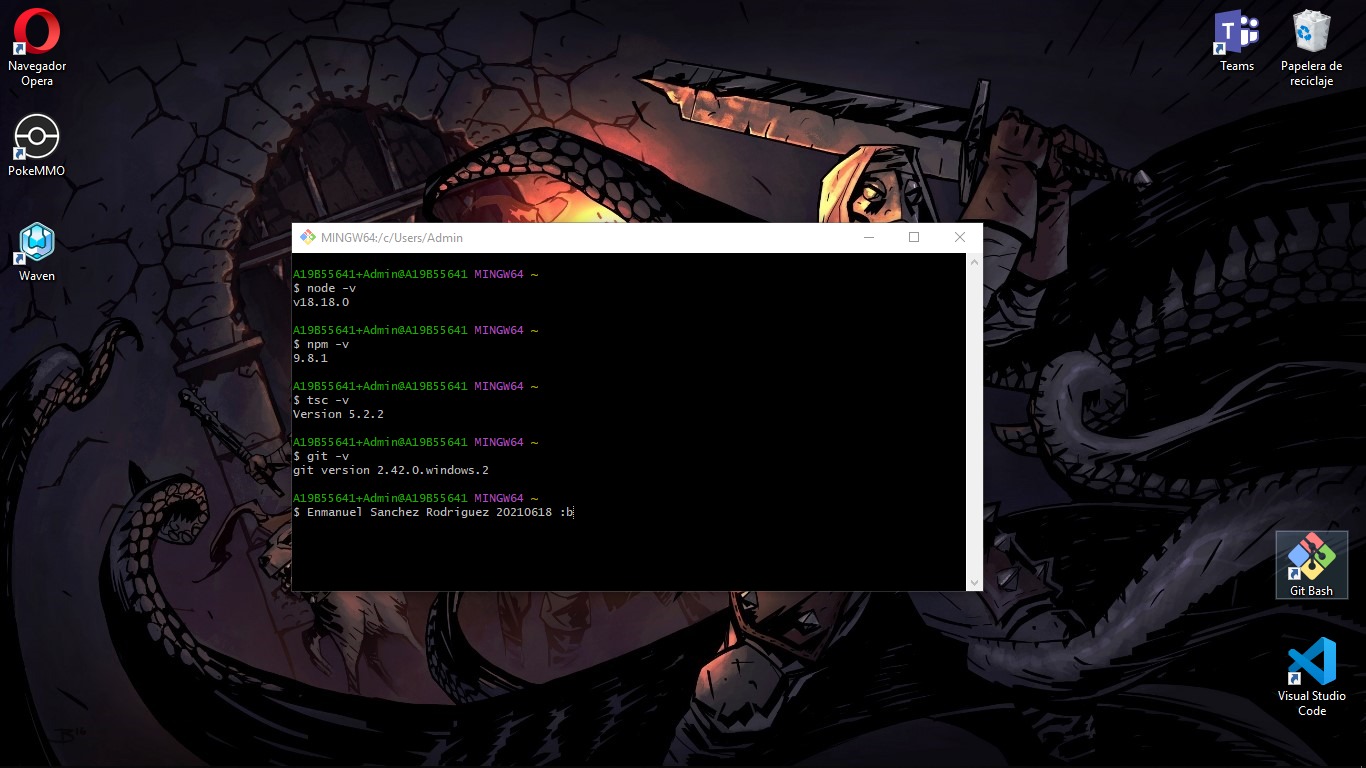 Navegador
Opera
PokeMMO
Waven
Teams
Papelera de
reciclaje
MINGW64:/c/Users/Admin
A19B55641+Admin@A19B55641 MINGW64 ~
$ node -v
v18.18.0
A19B55641+Admin@A19B55641 MINGW64 ~
$ npm -v
9.8.1
A19B55641+Admin@A19B55641 MINGW64 ~
$ tsc -v
Version 5.2.2
A19B55641+Admin@A19B55641 MINGW64 ~
$ git -v
git version 2.42.0.windows.2
A19B55641+Admin@A19B55641 MINGW64 ~
$ Enmanuel Sanchez Rodriguez 20210618 :b
Git Bash
Visual Studio
Code